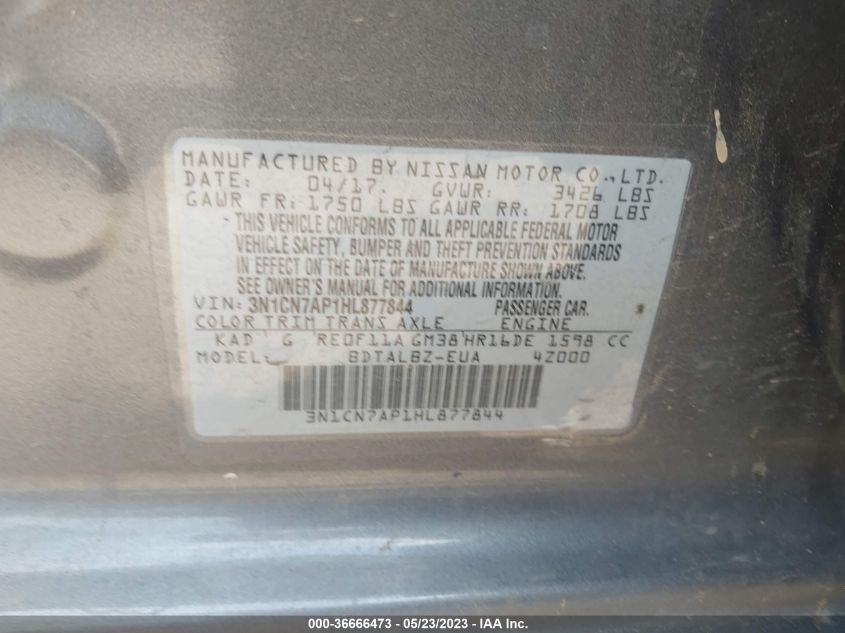 MANUFACTURED BY NISSAN MOTOR CO., LTD.
DATE: 04/17. GVWR: 3426 LBS
GAWR FR: 1750 LBS GAWR RR: 1708 LBS
THIS VEHICLE CONFORMS TO ALL APPLICABLE FEDERAL MOTOR
VEHICLE SAFETY, BUMPER AND THEFT PREVENTION STANDARDS
IN EFFECT ON THE DATE OF MANUFACTURE SHOWN ABOVE.
SEE OWNER'S MANUAL FOR ADDITIONAL INFORMATION.
VIN: 3N1CN7AP1HL877844 PASSENGER CAR.
COLOR TRIM TRANS AXLE ENGINE
KAD G RE0F11A GM38 HR16DE 1598 CC
MODEL: BDTALBZ-EUA 4Z000
3N1CN7AP1HL877844
000-36666473 — 05/23/2023 — IAA Inc.